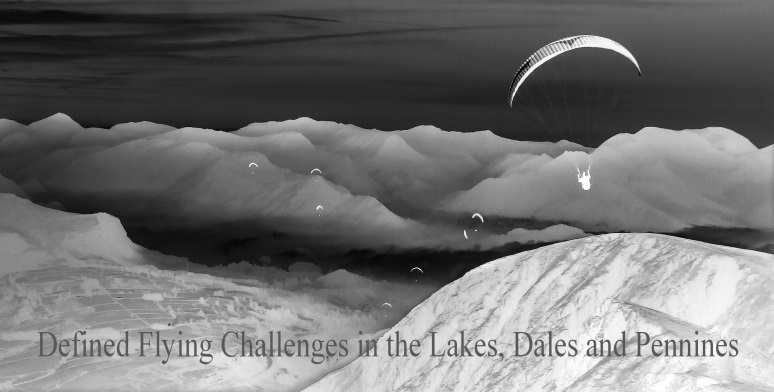 Defined Flying Challenges in the Lakes, Dales and Pennines